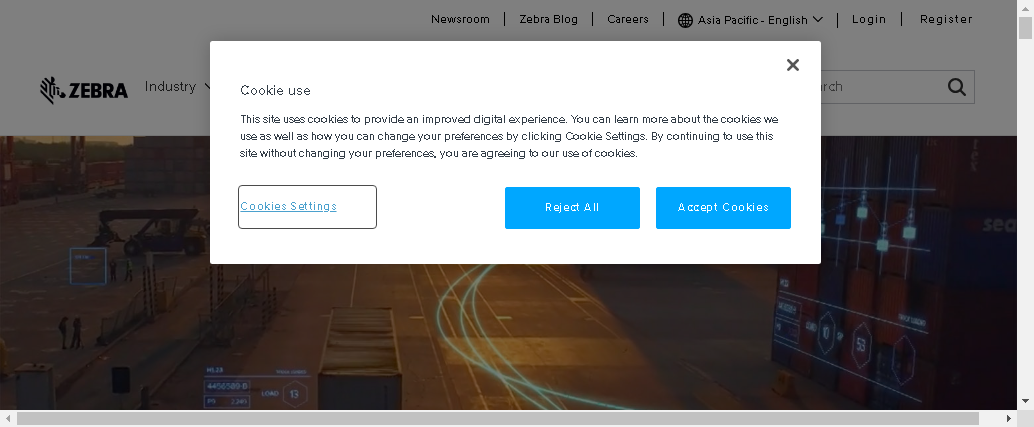 Newsroom
Zebra Blog
Careers
Asia Pacific - English
Login
Register
ZEBRA
Industry
rch
Cookie use
This site uses cookies to provide an improved digital experience. You can learn more about the cookies we
use as well as how you can change your preferences by clicking Cookie Settings. By continuing to use this
site without changing your preferences, you are agreeing to our use of cookies.
Cookies Settings
Reject All
Accept Cookies
LOAD
10
53
4456589 0
LOAD
13